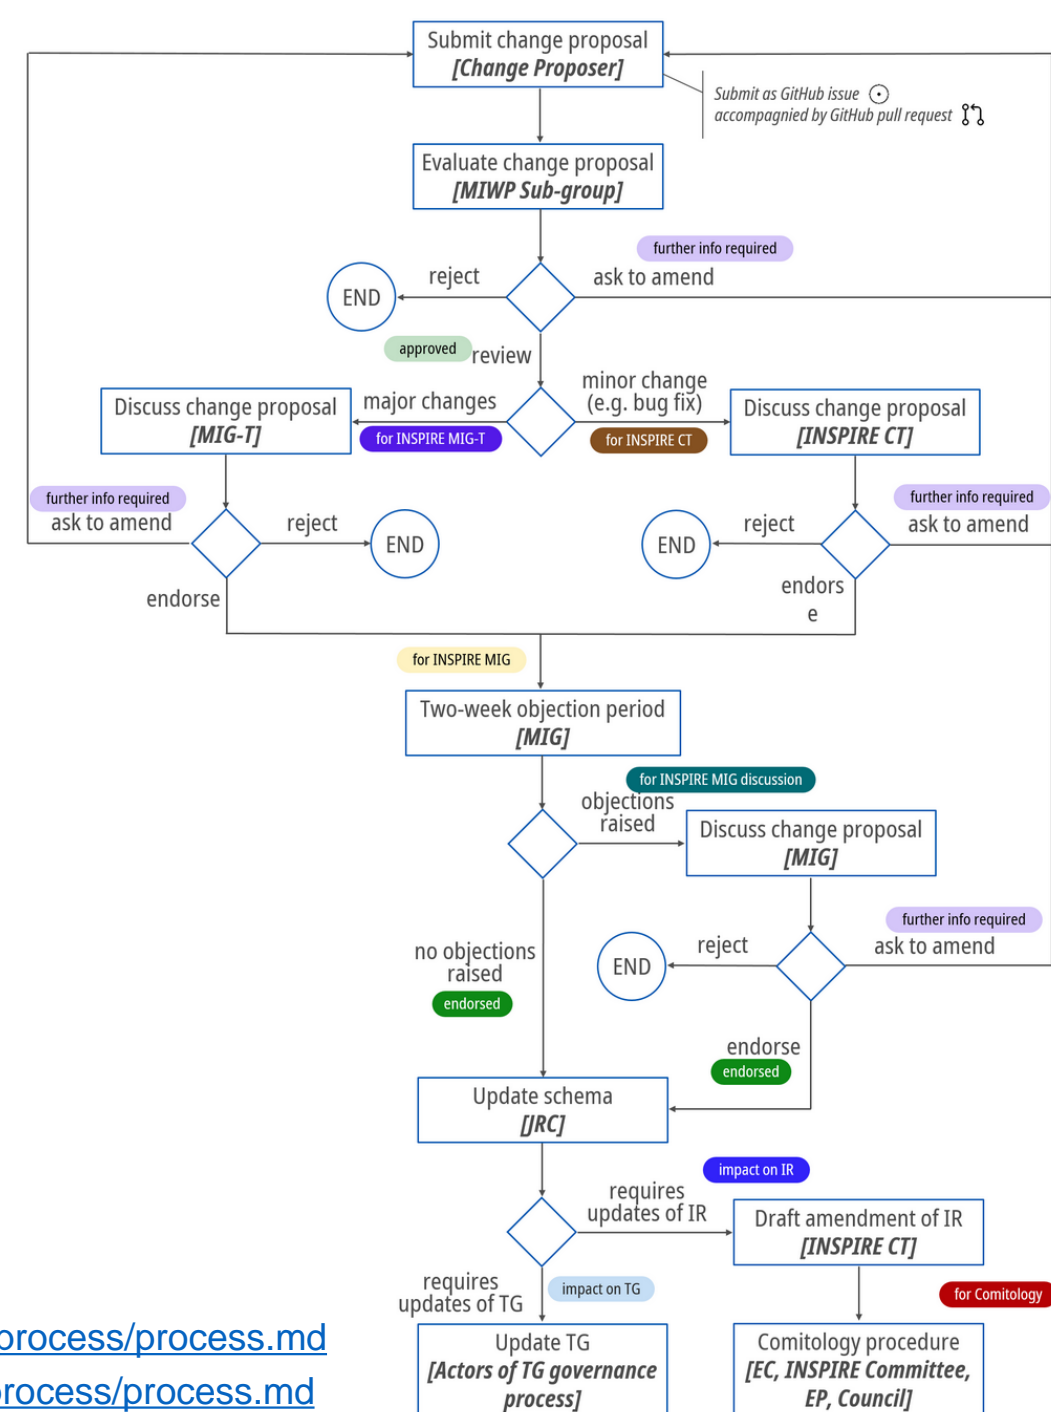 Submit change proposal
[Change Proposer]
Submit as GitHub issue
accompagnied by GitHub pull request
Evaluate change proposal
[MIWP Sub-group]
further info required
reject
ask to amend
END
approved
review
minor change
(e.g. bug fix)
major changes
for INSPIRE MIG-T
for INSPIRE CT
Discuss change proposal
[MIG-T]
Discuss change proposal
[INSPIRE CT]
further info required
ask to amend
reject
END
END
reject
further info required
ask to amend
endorse
endors
e
for INSPIRE MIG
Two-week objection period
[MIG]
for INSPIRE MIG discussion
objections
raised
Discuss change proposal
[MIG]
further info required
no objections
raised
endorsed
END
reject
ask to amend
endorse
endorsed
Update schema
[JRC]
impact on IR
requires
updates of IR
Draft amendment of IR
[INSPIRE CT]
requires
updates of TG
impact on TG
for Comitology
Update TG
[Actors of TG governance
process]
Comitology procedure
[EC, INSPIRE Committee,
EP, Council]
process/process.md
process/process.md